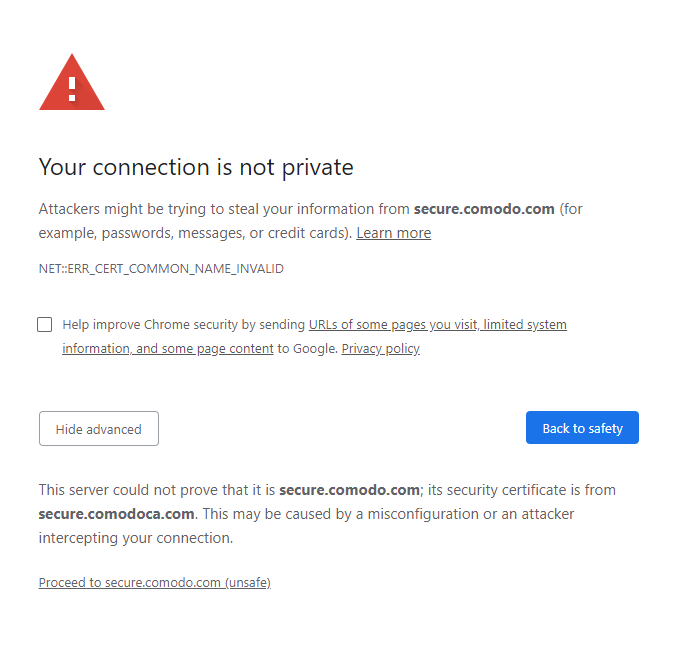 Your connection is not private
Attackers might be trying to steal your information from secure.comodo.com (for
example, passwords, messages, or credit cards). Learn more
NET::ERR_CERT_COMMON_NAME_INVALID
Help improve Chrome security by sending URLs of some pages you visit, limited system
information, and some page content to Google. Privacy policy
Hide advanced
Back to safety
This server could not prove that it is secure.comodo.com; its security certificate is from
secure.comodoca.com. This may be caused by a misconfiguration or an attacker
intercepting your connection.
Proceed to secure.comodo.com (unsafe)